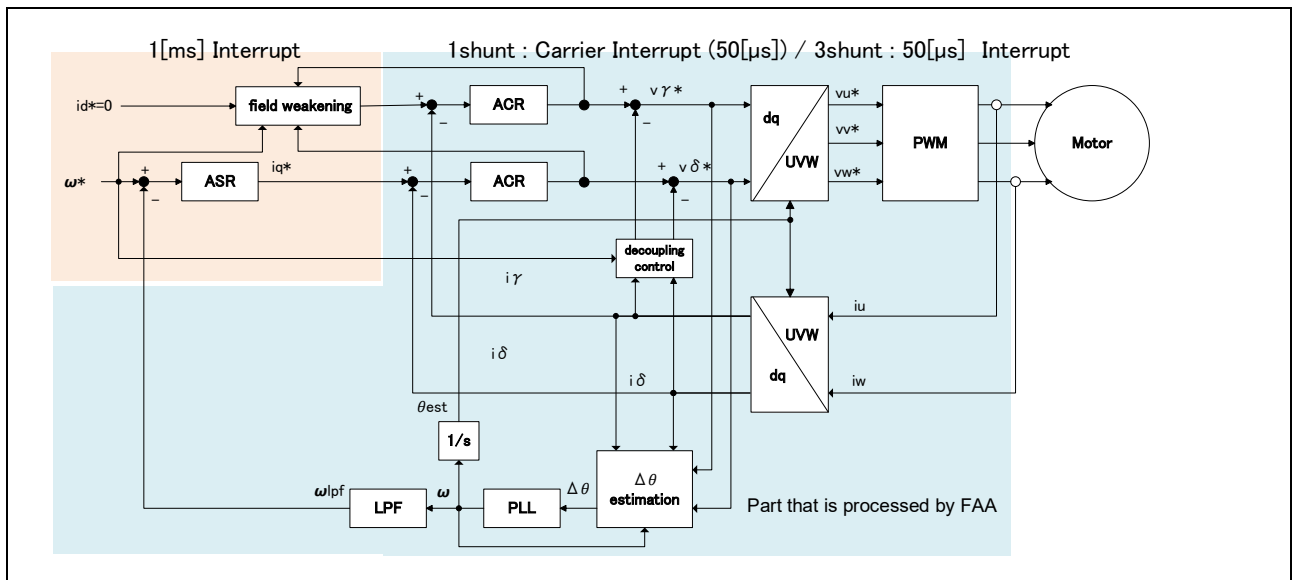 1[ms] Interrupt
1shunt : Carrier Interrupt (50[μs]) / 3shunt : 50[μs] Interrupt
id*=0
field weakening
+
−
ACR
+
−
vγ*
dq
UVW
vu*
vv*
vw*
PWM
Motor
ω*
+
−
ASR
iq*
+
−
ACR
+
−
vδ*
decoupling
control
iγ
iδ
iδ
UVW
dq
iu
iw
θest
1/s
ωlpf
LPF
ω
PLL
Δθ
Δθ
estimation
Part that is processed by FAA